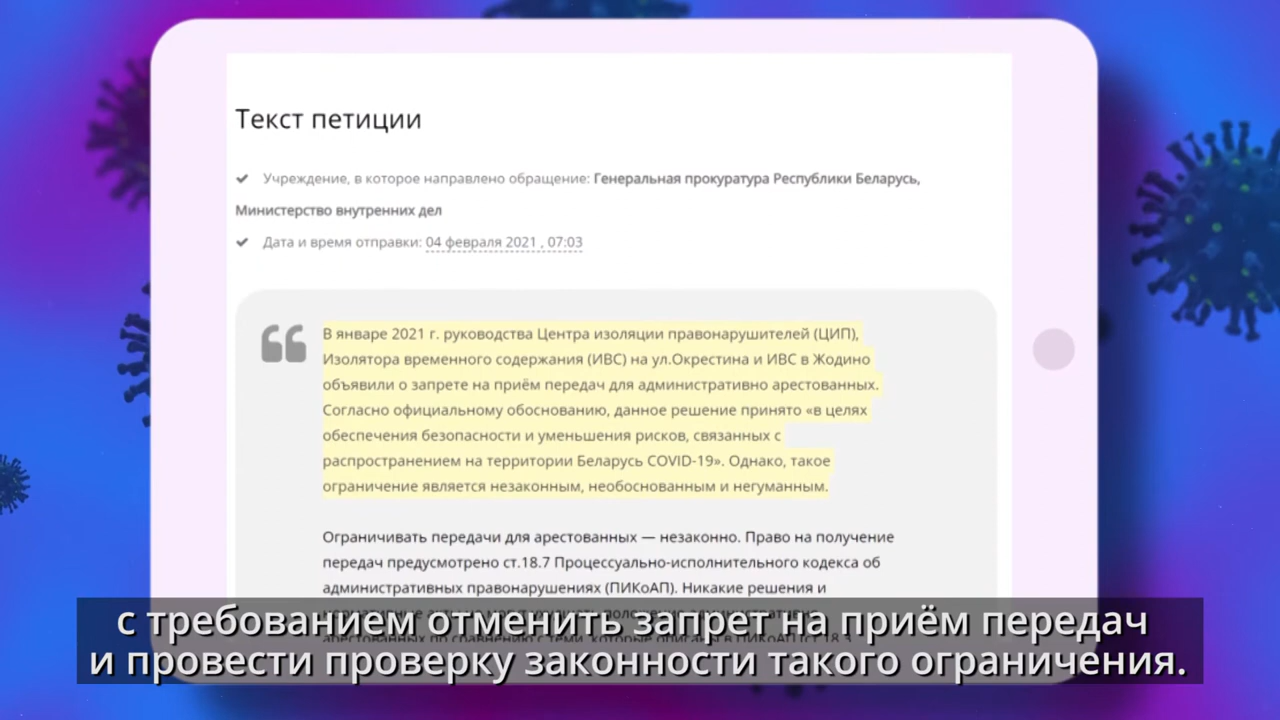 Текст петиции
Учреждение, в которое направлено обращение: Генеральная прокуратура Республики Беларусь,
Министерство внутренних дел
Дата и время отправки: 04 февраля 2021 , 07:03
В январе 2021 г. руководства Центра изоляции правонарушителей (ЦИП),
Изолятора временного содержания (ИВС) на ул.Окрестина и ИВС в Жодино
объявили о запрете на приём передач для административно арестованных.
Согласно официальному обоснованию, данное решение принято «в целях
обеспечения безопасности и уменьшения рисков, связанных с
распространением на территории Беларусь COVID-19». Однако, такое
ограничение является незаконным, необоснованным и негуманным.
Ограничивать передачи для арестованных — незаконно. Право на получение
передач предусмотрено ст.18.7 Процессуально-исполнительного кодекса об
административных правонарушениях (ПИКоАП). Никакие решения и
с требованием отменить запрет на приём передач
и провести проверку законности такого ограничения.